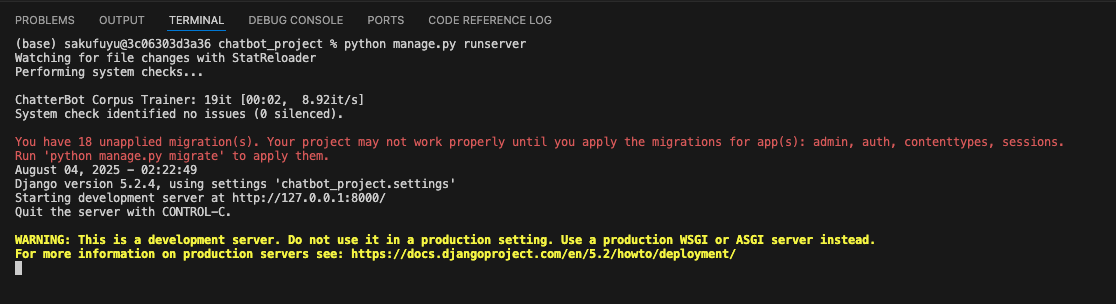 PROBLEMS OUTPUT TERMINAL DEBUG CONSOLE PORTS CODE REFERENCE LOG
(base) sakufuyu@3c06303d3a36 chatbot_project % python manage.py runserver
Watching for file changes with StatReloader
Performing system checks...
ChatterBot Corpus Trainer: 19it [00:02,  8.92it/s]
System check identified no issues (0 silenced).
You have 18 unapplied migration(s). Your project may not work properly until you apply the migrations for app(s): admin, auth, contenttypes, sessions.
Run 'python manage.py migrate' to apply them.
August 04, 2025 - 02:22:49
Django version 5.2.4, using settings 'chatbot_project.settings'
Starting development server at http://127.0.0.1:8000/
Quit the server with CONTROL-C.
WARNING: This is a development server. Do not use it in a production setting. Use a production WSGI or ASGI server instead.
For more information on production servers see: https://docs.djangoproject.com/en/5.2/howto/deployment/